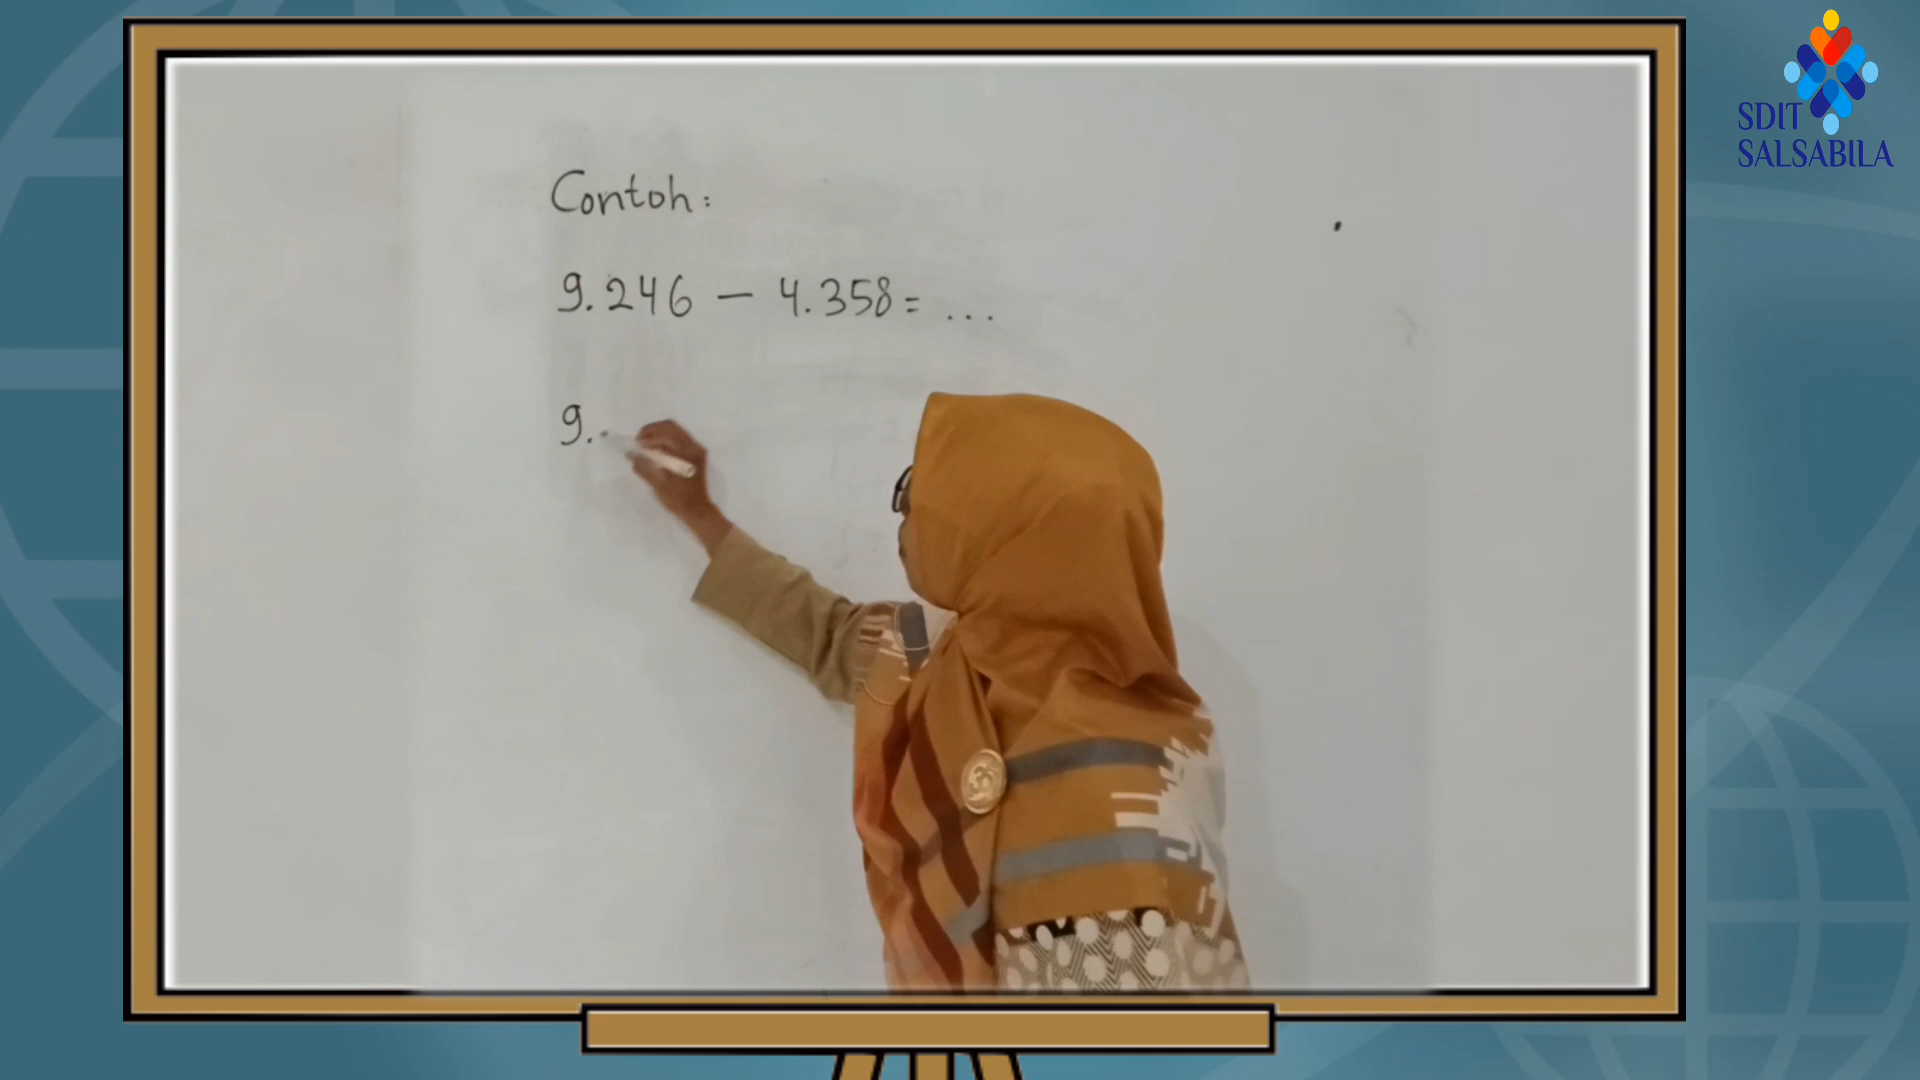 SDIT
SALSABILA
Contoh:
9.246 – 4.358 = ...
9.